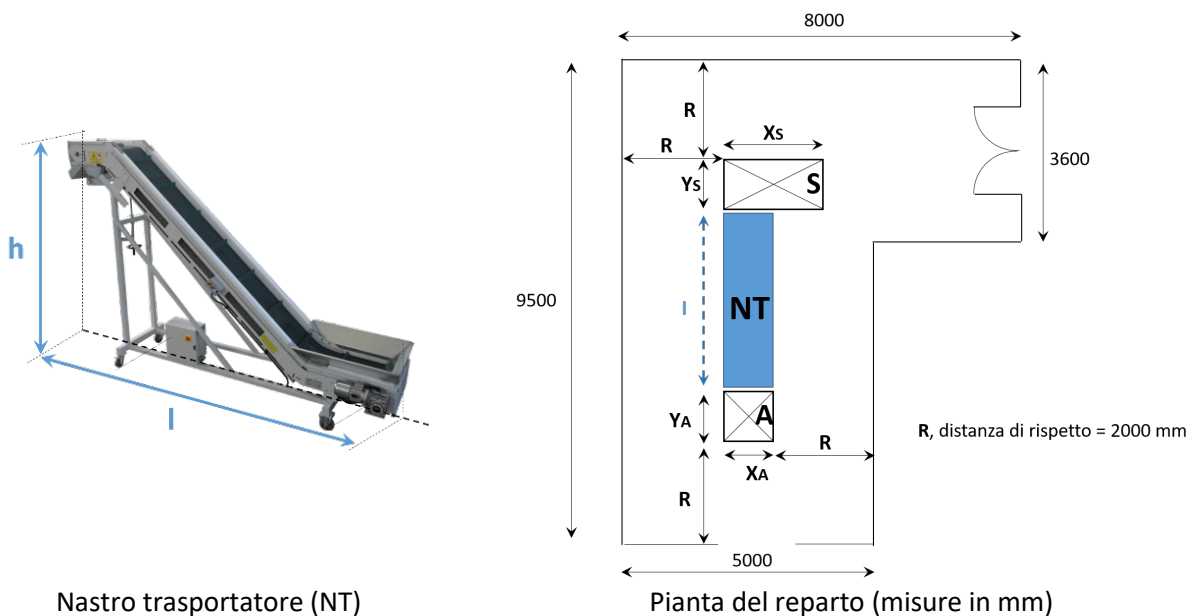 h
l
Nastro trasportatore (NT)
8000
R
XS
R
3600
YS
S
9500
l
NT
YA
A
R
XA
R
R, distanza di rispetto = 2000 mm
5000
Pianta del reparto (misure in mm)